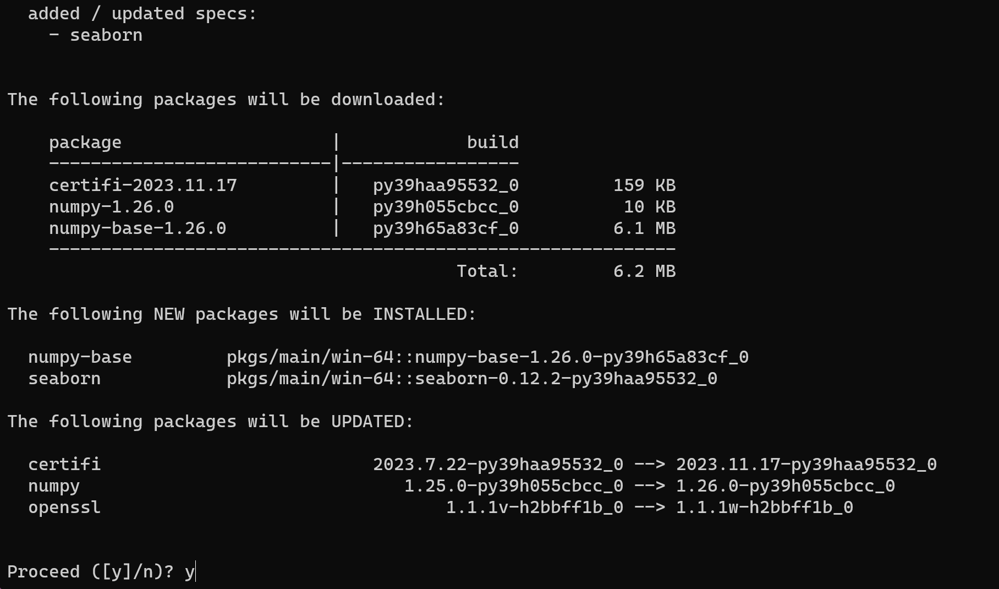 added / updated specs:
- seaborn
The following packages will be downloaded:
package | build
---------------------------|-----------------
certifi-2023.11.17 | py39haa95532_0 159 KB
numpy-1.26.0 | py39h055cbcc_0 10 KB
numpy-base-1.26.0 | py39h65a83cf_0 6.1 MB
------------------------------------------------------------
Total: 6.2 MB
The following NEW packages will be INSTALLED:
numpy-base pkgs/main/win-64::numpy-base-1.26.0-py39h65a83cf_0
seaborn pkgs/main/win-64::seaborn-0.12.2-py39haa95532_0
The following packages will be UPDATED:
certifi 2023.7.22-py39haa95532_0 --> 2023.11.17-py39haa95532_0
numpy 1.25.0-py39h055cbcc_0 --> 1.26.0-py39h055cbcc_0
openssl 1.1.1v-h2bbff1b_0 --> 1.1.1w-h2bbff1b_0
Proceed ([y]/n)? y